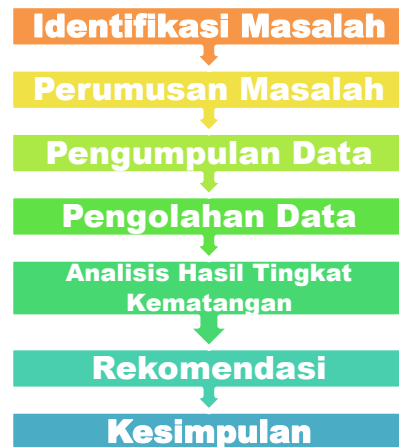 Identifikasi Masalah
Perumusan Masalah
Pengumpulan Data
Pengolahan Data
Analisis Hasil Tingkat
Kematangan
Rekomendasi
Kesimpulan